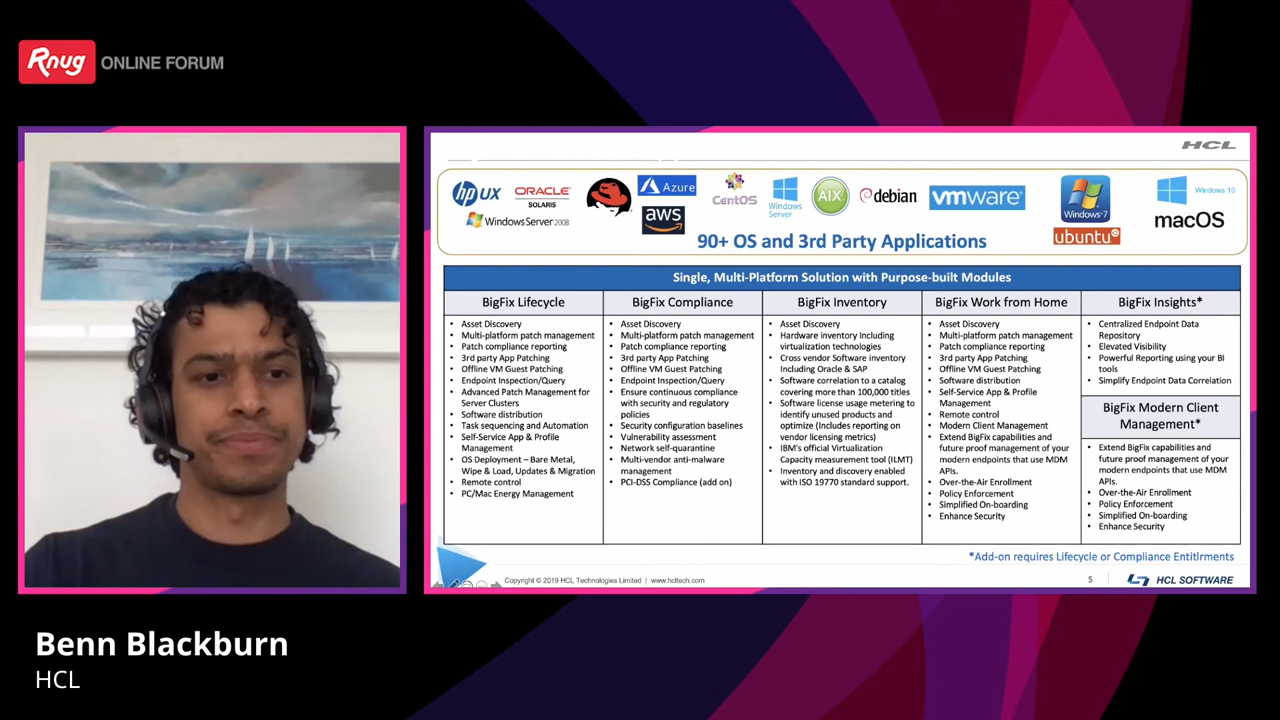 Rnug ONLINE FORUM
HCL
hp UX
ORACLE
SOLARIS
Windows Server 2008
Azure
aws
CentOS
Windows
Server
AIX
debian
vmware
Windows 7
ubuntu
Windows 10
macOS
90+ OS and 3rd Party Applications
Single, Multi-Platform Solution with Purpose-built Modules
BigFix Lifecycle
• Asset Discovery
• Multi-platform patch management
• Patch compliance reporting
• 3rd party App Patching
• Offline VM Guest Patching
• Endpoint Inspection/Query
• Advanced Patch Management for
Server Clusters
• Software distribution
• Task sequencing and Automation
• Self-Service App & Profile
Management
• OS Deployment – Bare Metal,
Wipe & Load, Updates & Migration
• Remote control
• PC/Mac Energy Management
BigFix Compliance
• Asset Discovery
• Multi-platform patch management
• Patch compliance reporting
• 3rd party App Patching
• Offline VM Guest Patching
• Endpoint Inspection/Query
• Ensure continuous compliance
with security and regulatory
policies
• Security configuration baselines
• Vulnerability assessment
• Network self-quarantine
• Multi-vendor anti-malware
management
• PCI-DSS Compliance (add on)
BigFix Inventory
• Asset Discovery
• Hardware inventory Including
virtualization technologies
• Cross vendor Software inventory
Including Oracle & SAP
• Software correlation to a catalog
covering more than 100,000 titles
• Software license usage metering to
identify unused products and
optimize (Includes reporting on
vendor licensing metrics)
• IBM's official Virtualization
Capacity measurement tool (ILMT)
• Inventory and discovery enabled
with ISO 19770 standard support.
BigFix Work from Home
• Asset Discovery
• Multi-platform patch management
• Patch compliance reporting
• 3rd party App Patching
• Offline VM Guest Patching
• Software distribution
• Self-Service App & Profile
Management
• Remote control
• Modern Client Management
• Extend BigFix capabilities and
future proof management of your
modern endpoints that use MDM
APIs.
• Over-the-Air Enrollment
• Policy Enforcement
• Simplified On-boarding
• Enhance Security
BigFix Insights*
• Centralized Endpoint Data
Repository
• Elevated Visibility
• Powerful Reporting using your BI
tools
• Simplify Endpoint Data Correlation
BigFix Modern Client
Management*
• Extend BigFix capabilities and
future proof management of your
modern endpoints that use MDM
APIs.
• Over-the-Air Enrollment
• Policy Enforcement
• Simplified On-boarding
• Enhance Security
*Add-on requires Lifecycle or Compliance Entitlrments
Copyright © 2019 HCL Technologies Limited | www.hcltech.com
5
HCL SOFTWARE
Benn Blackburn
HCL